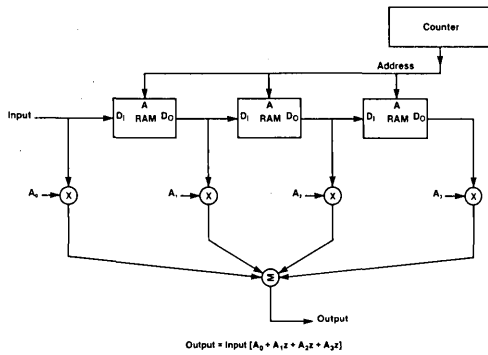 Counter
Address
Input
A A A
D_I RAM D_O D_I RAM D_O D_I RAM D_O
A₀ X A₁ X A₂ X A₃ X
Σ
Output
Output = Input [A₀ + A₁z + A₂z + A₃z]